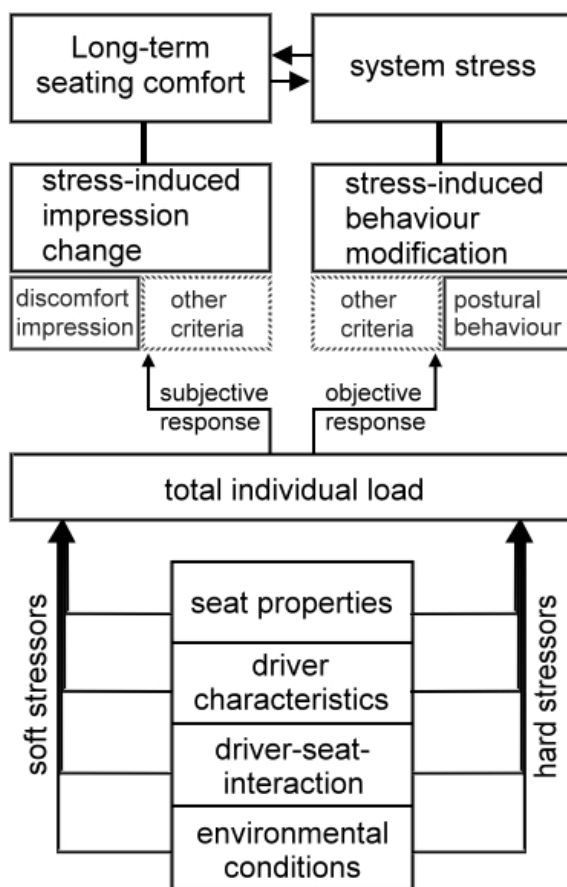 Long-term
seating comfort
system stress
stress-induced
impression
change
stress-induced
behaviour
modification
discomfort
impression
other
criteria
other
criteria
postural
behaviour
subjective
response
objective
response
total individual load
soft stressors
seat properties
driver
characteristics
driver-seat-
interaction
environmental
conditions
hard stressors